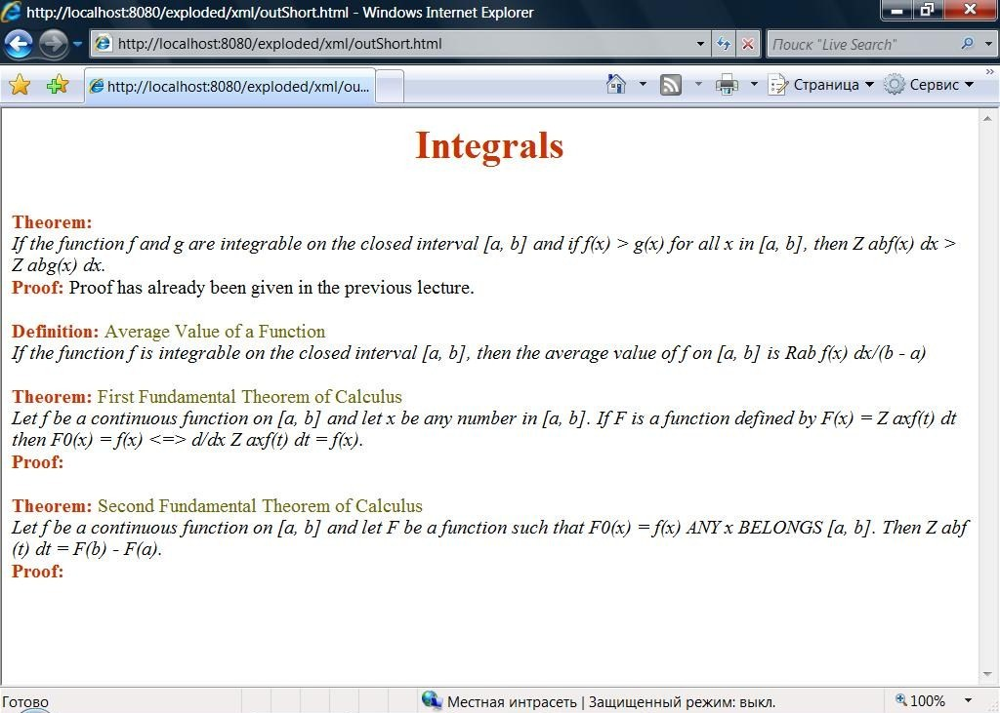 http://localhost:8080/exploded/xml/outShort.html - Windows Internet Explorer
http://localhost:8080/exploded/xml/outShort.html
Поиск "Live Search"
http://localhost:8080/exploded/xml/ou...
Страница
Сервис
Integrals
Theorem:
If the function f and g are integrable on the closed interval [a, b] and if f(x) > g(x) for all x in [a, b], then Z abf(x) dx >
Z abg(x) dx.
Proof: Proof has already been given in the previous lecture.
Definition: Average Value of a Function
If the function f is integrable on the closed interval [a, b], then the average value of f on [a, b] is Rab f(x) dx/(b - a)
Theorem: First Fundamental Theorem of Calculus
Let f be a continuous function on [a, b] and let x be any number in [a, b]. If F is a function defined by F(x) = Z axf(t) dt
then F0(x) = f(x) <=> d/dx Z axf(t) dt = f(x).
Proof:
Theorem: Second Fundamental Theorem of Calculus
Let f be a continuous function on [a, b] and let F be a function such that F0(x) = f(x) ANY x BELONGS [a, b]. Then Z abf
(t) dt = F(b) - F(a).
Proof:
Готово
Местная интрасеть | Защищенный режим: выкл.
100%